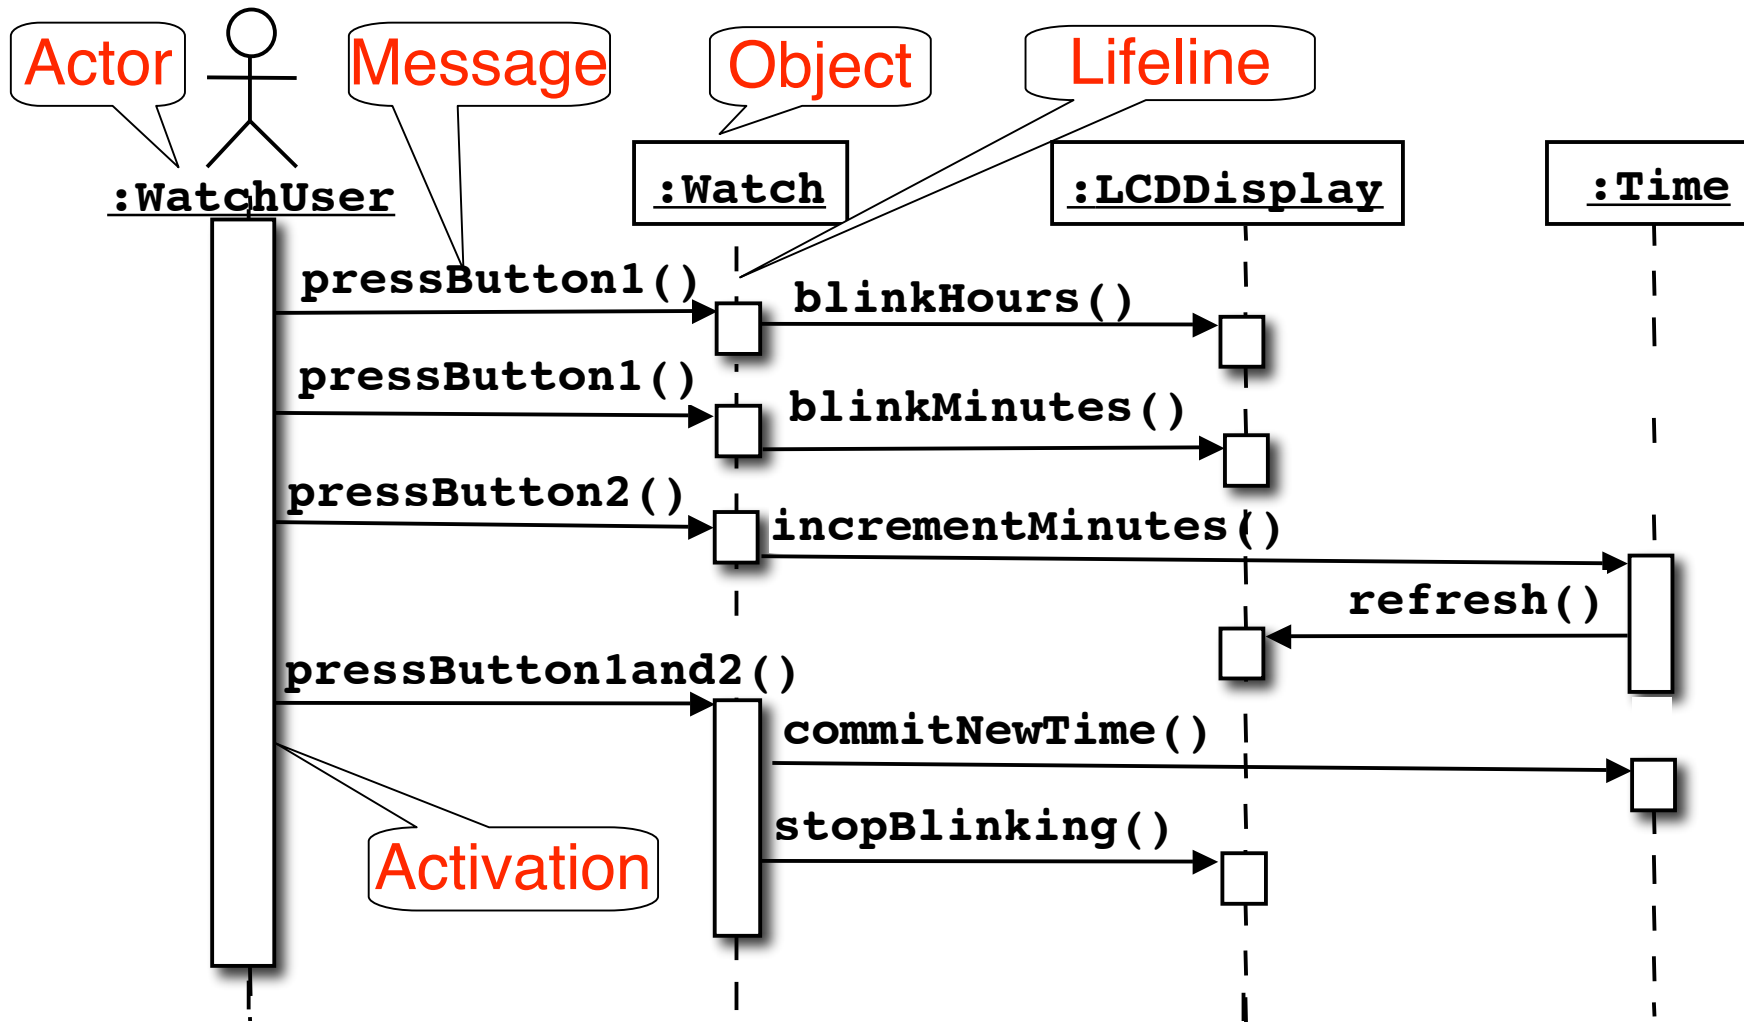 Actor
Message
Object
Lifeline
:WatchUser
:Watch
:LCDDisplay
:Time
pressButton1()
blinkHours()
pressButton1()
blinkMinutes()
pressButton2()
incrementMinutes()
refresh()
pressButton1and2()
commitNewTime()
stopBlinking()
Activation